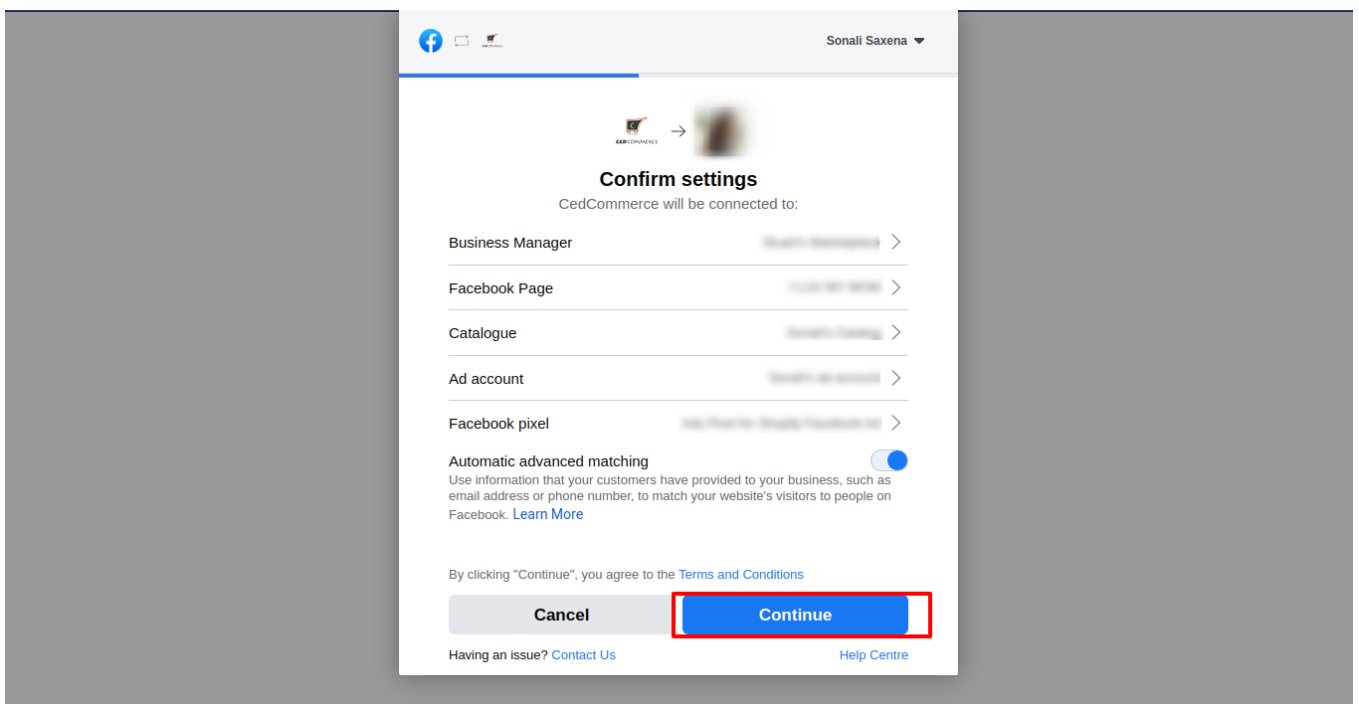 Sonali Saxena
CEDCOMMERCE
Confirm settings
CedCommerce will be connected to:
Business Manager
Facebook Page
Catalogue
Ad account
Facebook pixel
Automatic advanced matching
Use information that your customers have provided to your business, such as
email address or phone number, to match your website's visitors to people on
Facebook. Learn More
By clicking "Continue", you agree to the Terms and Conditions
Cancel Continue
Having an issue? Contact Us Help Centre